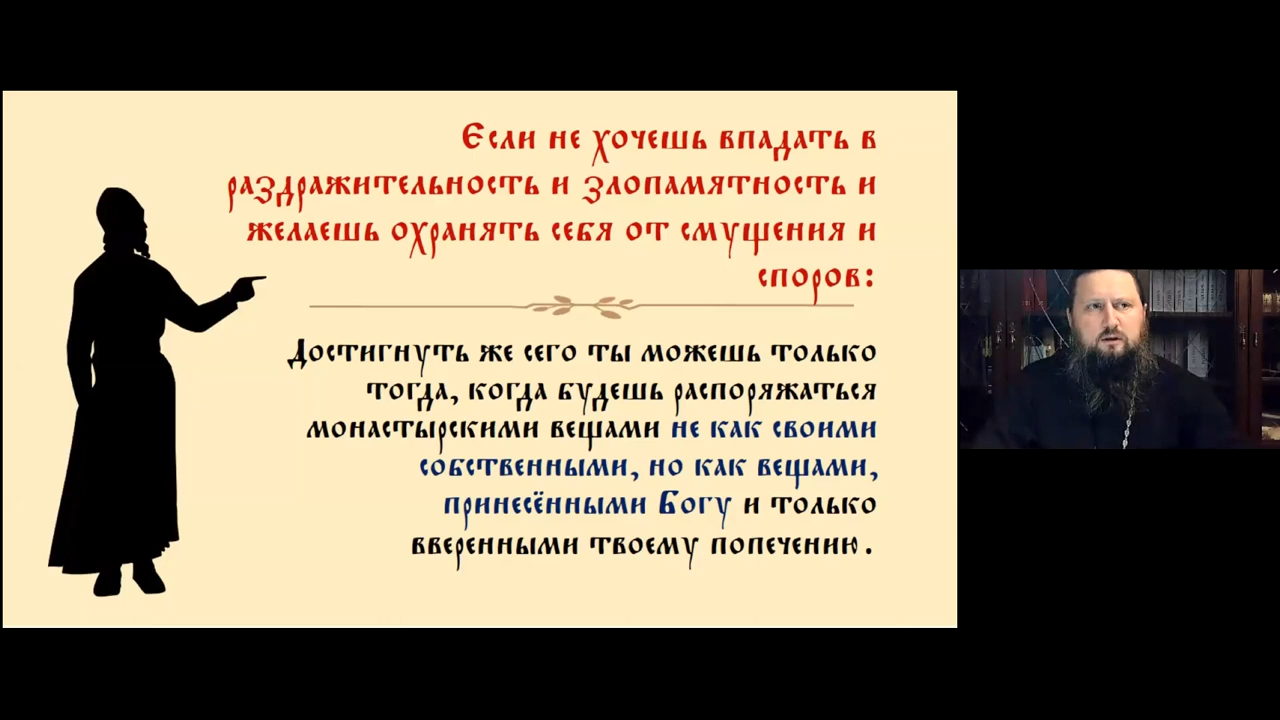 Если не хочешь впадать в
раздражительность и злопамятность и
желаешь охранять себя от смущения и
споров:
Достигнуть же сего ты можешь только
тогда, когда будешь распоряжаться
монастырскими вещами не как своими
собственными, но как вещами,
принесёнными Богу и только
вверенными твоему попечению.